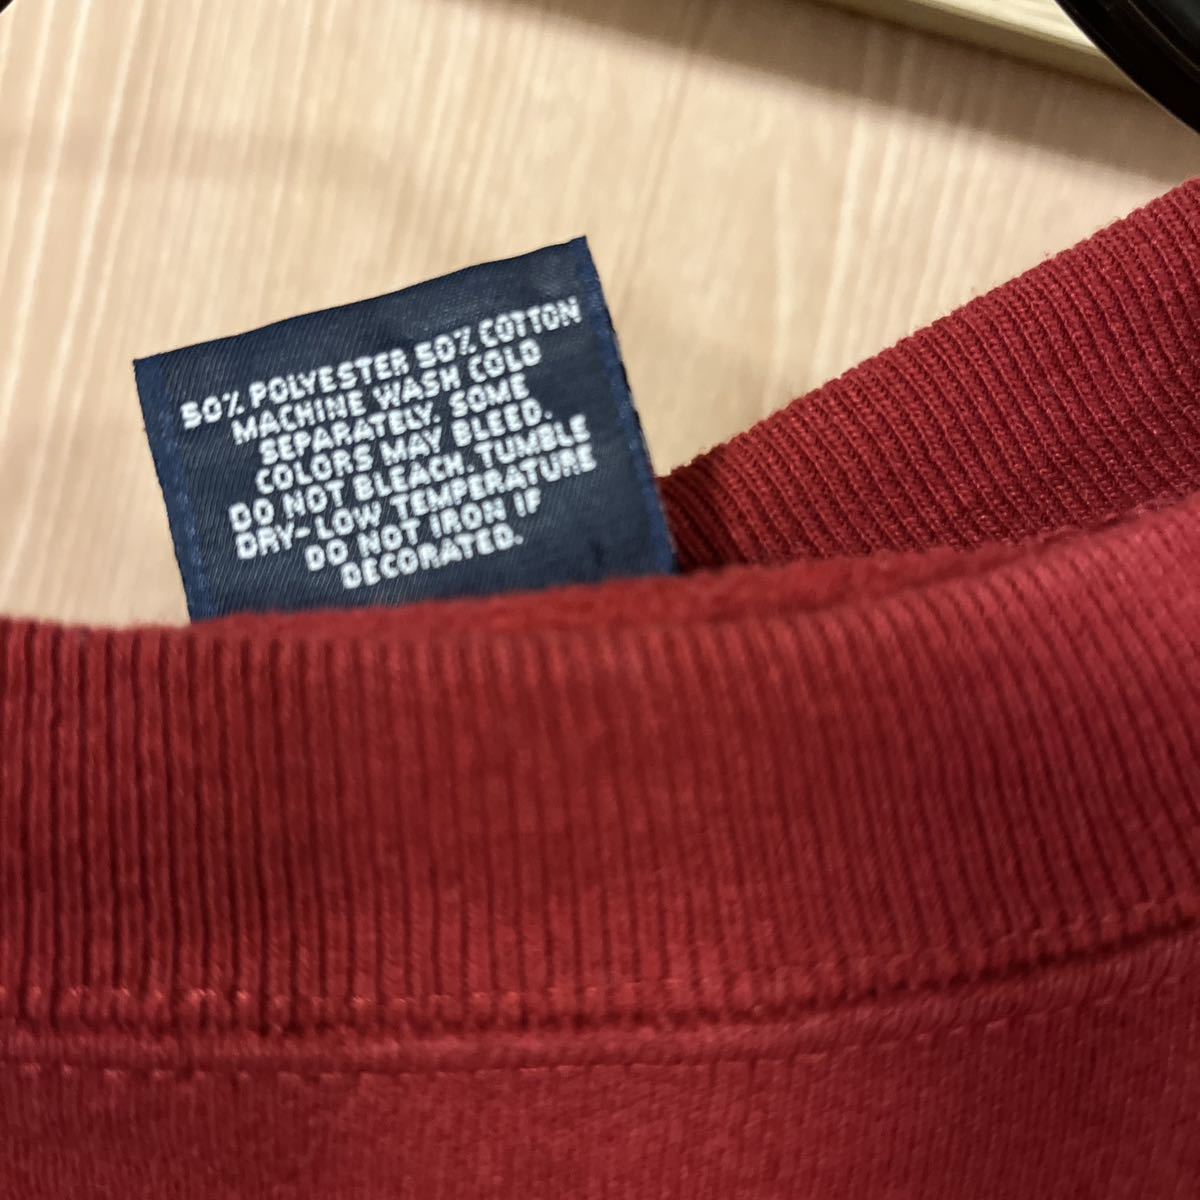 50% POLYESTER 50% COTTON
MACHINE WASH COLD
SEPARATELY. SOME
COLORS MAY BLEED.
DO NOT BLEACH. TUMBLE
DRY-LOW TEMPERATURE
DO NOT IRON IF
DECORATED.